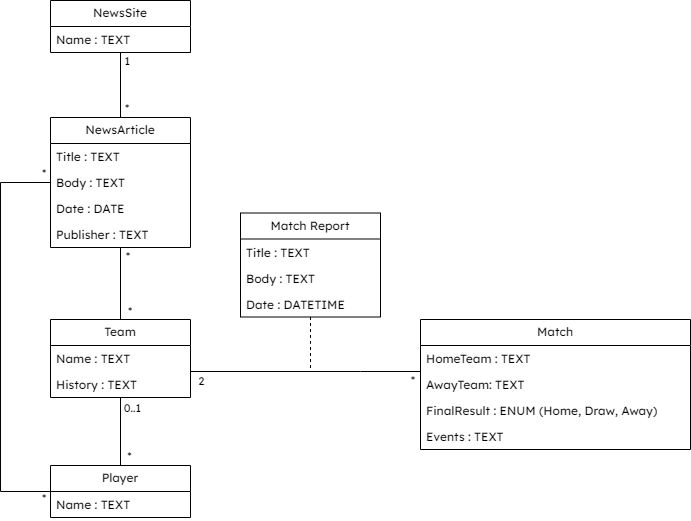 NewsSite
Name : TEXT
1
*
NewsArticle
Title : TEXT
*
Body : TEXT
Date : DATE
Publisher : TEXT
*
*
Match Report
Title : TEXT
Body : TEXT
Date : DATETIME
Team
Name : TEXT
History : TEXT
2
*
Match
HomeTeam : TEXT
AwayTeam: TEXT
FinalResult : ENUM (Home, Draw, Away)
Events : TEXT
0..1
*
Player
*
Name : TEXT